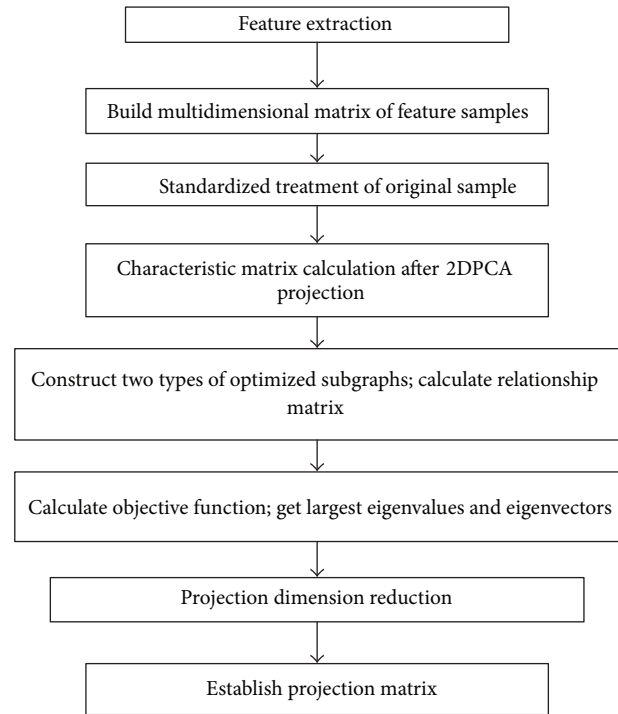 Feature extraction
Build multidimensional matrix of feature samples
Standardized treatment of original sample
Characteristic matrix calculation after 2DPCA
projection
Construct two types of optimized subgraphs; calculate relationship
matrix
Calculate objective function; get largest eigenvalues and eigenvectors
Projection dimension reduction
Establish projection matrix